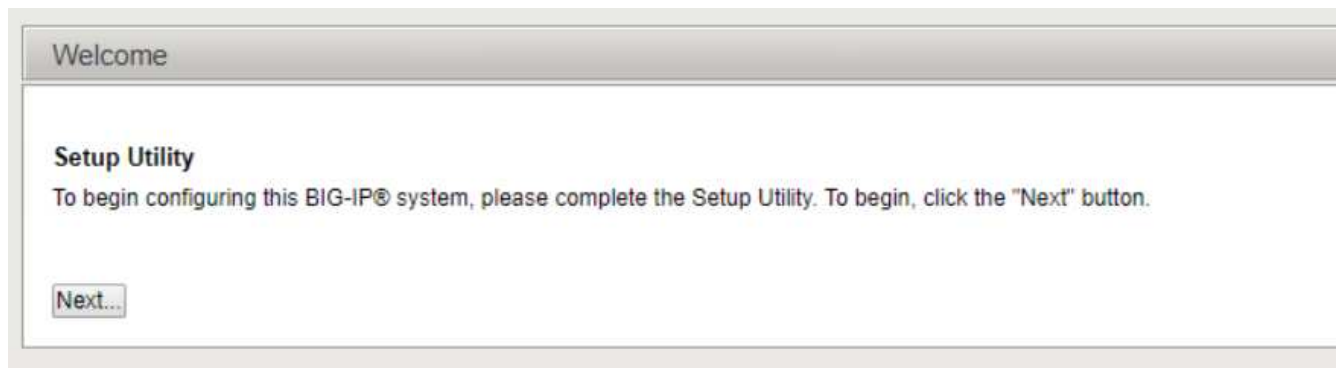 Welcome
Setup Utility
To begin configuring this BIG-IP® system, please complete the Setup Utility. To begin, click the "Next" button.
Next...